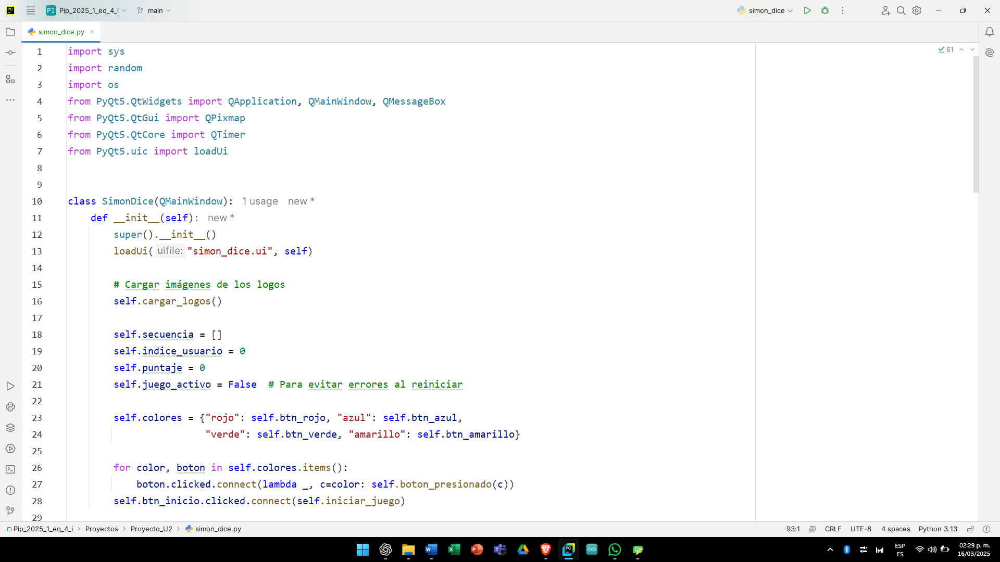 PC
PI Pip_2025_1_eq_4_i main simon_dice
simon_dice.py
61
1 import sys
2 import random
3 import os
4 from PyQt5.QtWidgets import QApplication, QMainWindow, QMessageBox
5 from PyQt5.QtGui import QPixmap
6 from PyQt5.QtCore import QTimer
7 from PyQt5.uic import loadUi
8
9
10 class SimonDice(QMainWindow): 1 usage new *
11 def __init__(self): new *
12 super().__init__()
13 loadUi( uifile: "simon_dice.ui", self)
14
15 # Cargar imágenes de los logos
16 self.cargar_logos()
17
18 self.secuencia = []
19 self.indice_usuario = 0
20 self.puntaje = 0
21 self.juego_activo = False # Para evitar errores al reiniciar
22
23 self.colores = {"rojo": self.btn_rojo, "azul": self.btn_azul,
24 "verde": self.btn_verde, "amarillo": self.btn_amarillo}
25
26 for color, boton in self.colores.items():
27 boton.clicked.connect(lambda _, c=color: self.boton_presionado(c))
28 self.btn_inicio.clicked.connect(self.iniciar_juego)
29
Pip_2025_1_eq_4_i > Proyectos > Proyecto_U2 > simon_dice.py 93:1 CRLF UTF-8 4 spaces Python 3.13
ESP
ES
02:29 p. m.
16/03/2025